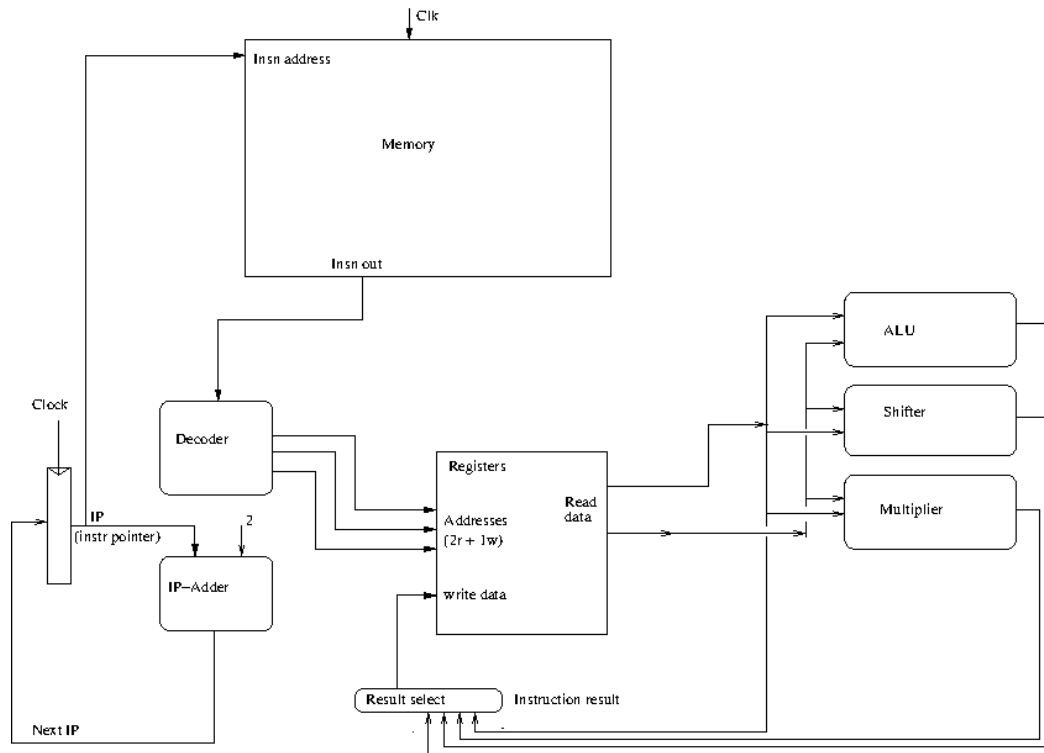 Clk
Insn address
Memory
Insn out
ALU
Clock
Decoder
Shifter
Registers
Read
data
Multiplier
IP
(instr pointer)
2
Addresses
(2r + 1w)
IP-Adder
write data
Result select
Instruction result
Next IP